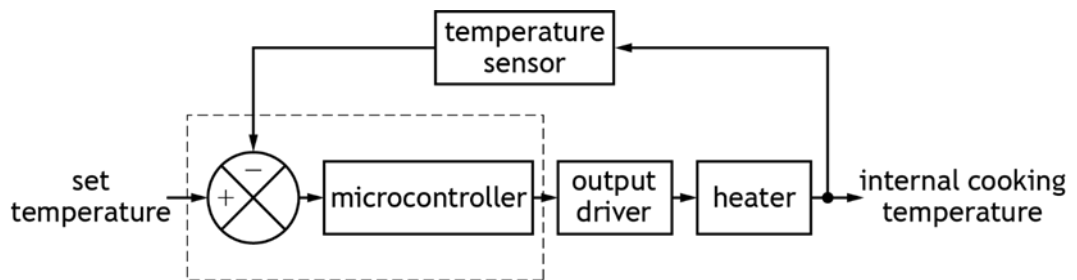 temperature
sensor
set
temperature
+
−
microcontroller
output
driver
heater
internal cooking
temperature